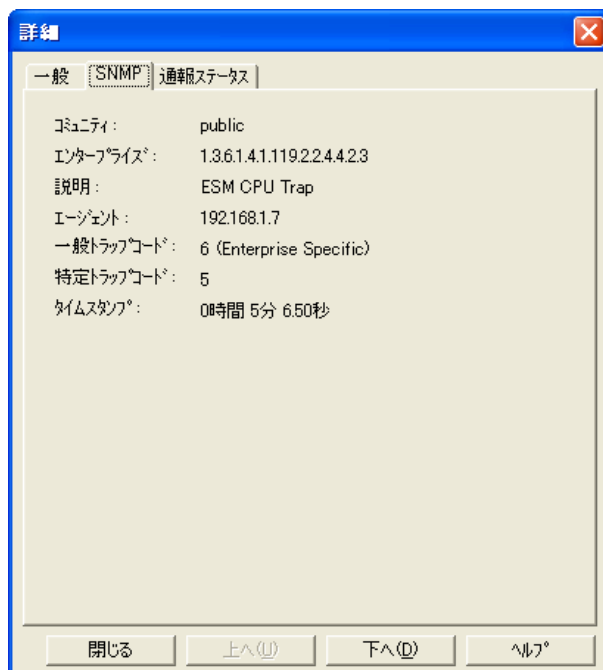 詳細
一般 SNMP 通報ステータス
コミュニティ: public
エンタープライズ: 1.3.6.1.4.1.119.2.2.4.4.2.3
説明: ESM CPU Trap
エージェント: 192.168.1.7
一般トラップコード: 6 (Enterprise Specific)
特定トラップコード: 5
タイムスタンプ: 0時間 5分 6.50秒
閉じる 上へ(U) 下へ(D) ヘルプ